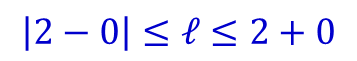 |2 − 0| ≤ ℓ ≤ 2 + 0